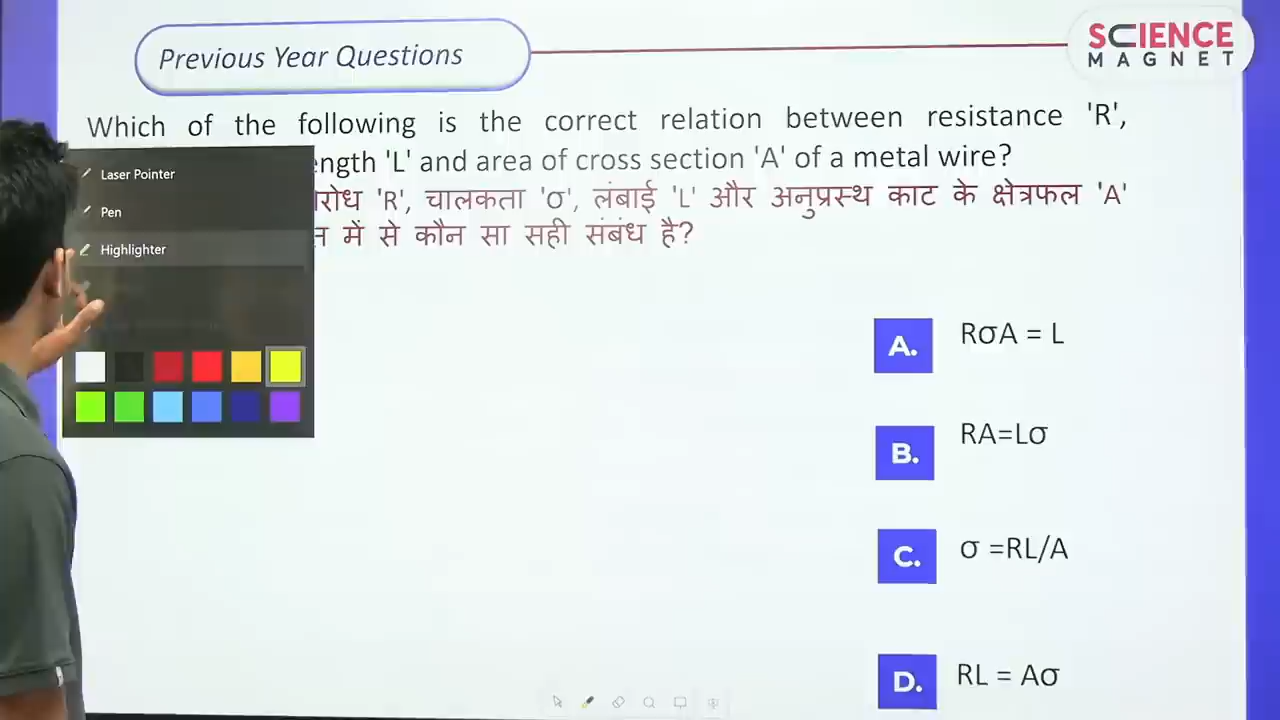 Previous Year Questions
SCIENCE
MAGNET
Which of the following is the correct relation between resistance 'R',
'L' and area of cross section 'A' of a metal wire?
'R', चालकता 'σ', लंबाई 'L' और अनुप्रस्थ काट के क्षेत्रफल 'A'
में से कौन सा सही संबंध है?
Laser Pointer
Pen
Highlighter
A. RσA = L
B. RA=Lσ
C. σ =RL/A
D. RL = Aσ